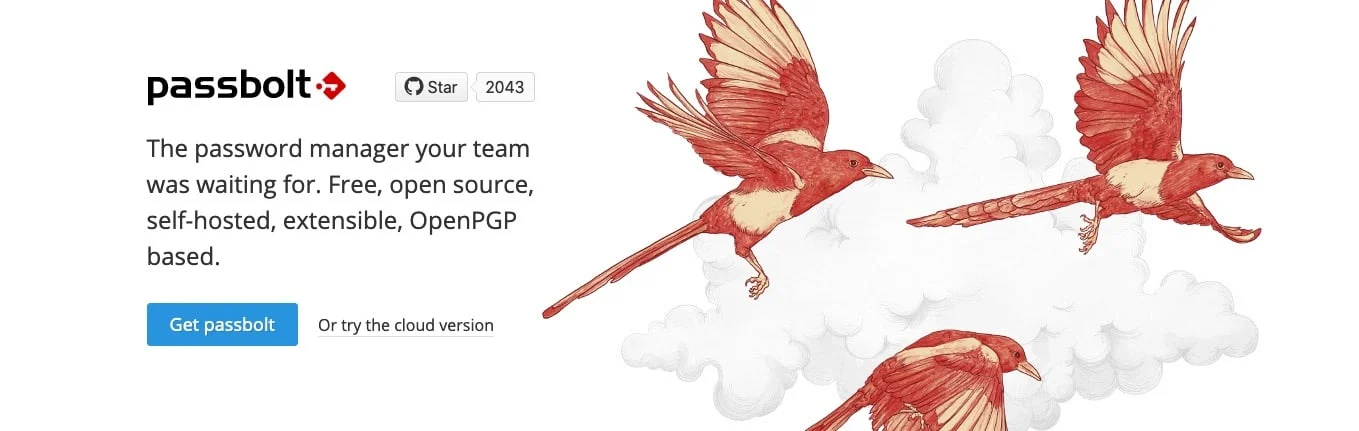 passbolt
Star 2043
The password manager your team
was waiting for. Free, open source,
self-hosted, extensible, OpenPGP
based.
Get passbolt
Or try the cloud version